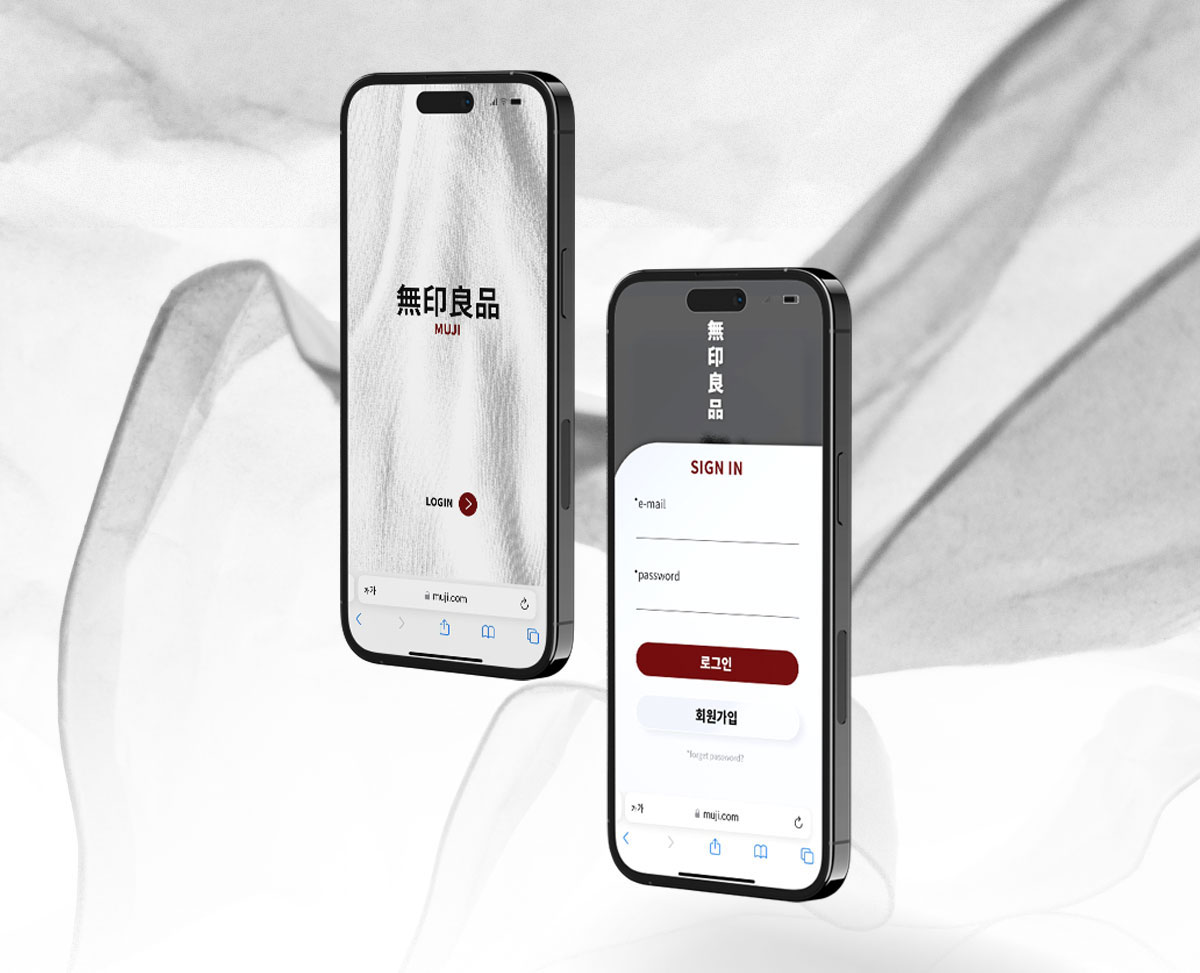 無印良品
MUJI
LOGIN
가가
muji.com
無
印
良
品
SIGN IN
*e-mail
*password
로그인
회원가입
*forget password?
가가
muji.com